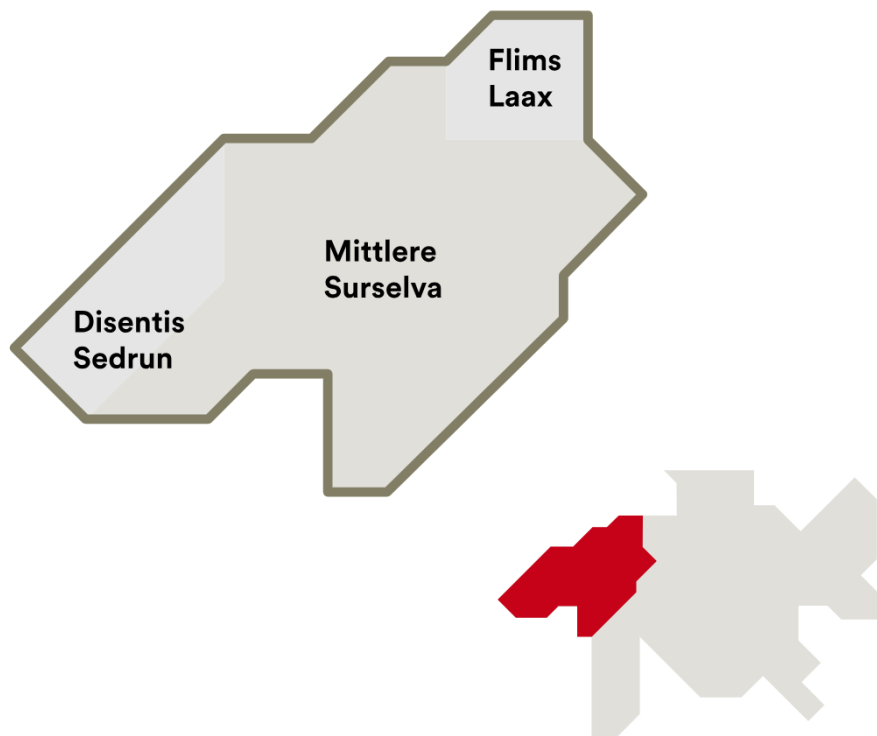 Flims
Laax
Mittlere
Surselva
Disentis
Sedrun